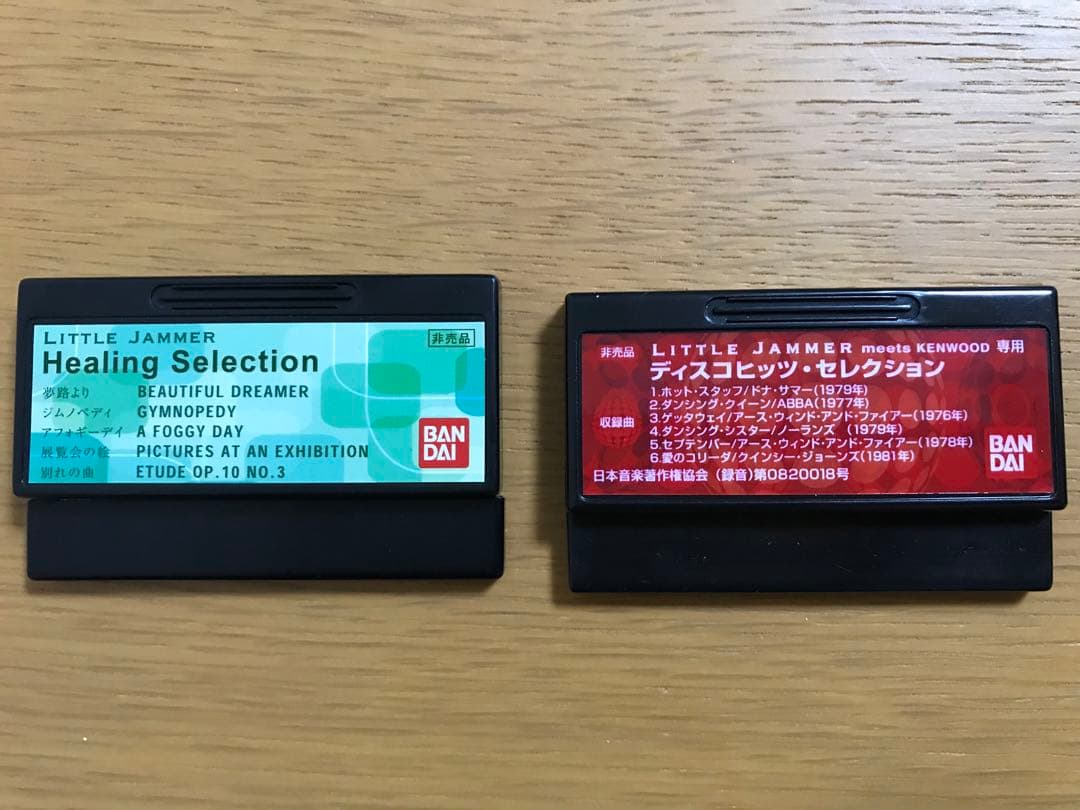 LITTLE JAMMER
非売品
Healing Selection
夢路より BEAUTIFUL DREAMER
ジムノペディ GYMNOPEDY
アフォギーデイ A FOGGY DAY
展覧会の絵 PICTURES AT AN EXHIBITION
別れの曲 ETUDE OP.10 NO.3
BAN
DAI
非売品 LITTLE JAMMER meets KENWOOD 専用
ディスコヒッツ・セレクション
収録曲
1.ホット・スタッフ/ドナ・サマー(1979年)
2.ダンシング・クイーン/ABBA(1977年)
3.ゲッタウェイ/アース・ウィンド・アンド・ファイアー(1976年)
4.ダンシング・シスター/ノーランズ (1979年)
5.セプテンバー/アース・ウィンド・アンド・ファイアー(1978年)
6.愛のコリーダ/クインシー・ジョーンズ(1981年)
BAN
DAI
日本音楽著作権協会 (録音)第0820018号